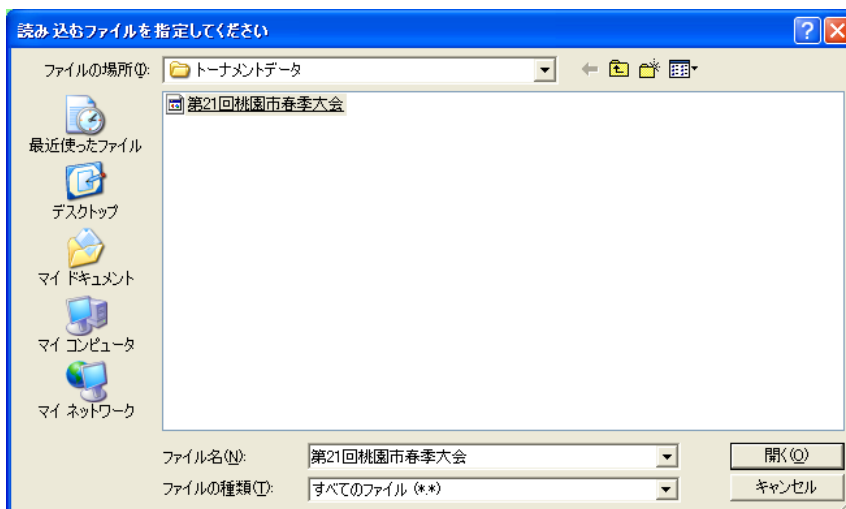 読み込むファイルを指定してください
ファイルの場所(I):
トーナメントデータ
第21回桃園市春季大会
最近使ったファイル
デスクトップ
マイ ドキュメント
マイ コンピュータ
マイ ネットワーク
ファイル名(N):
第21回桃園市春季大会
開く(O)
ファイルの種類(T):
すべてのファイル (*.*)
キャンセル